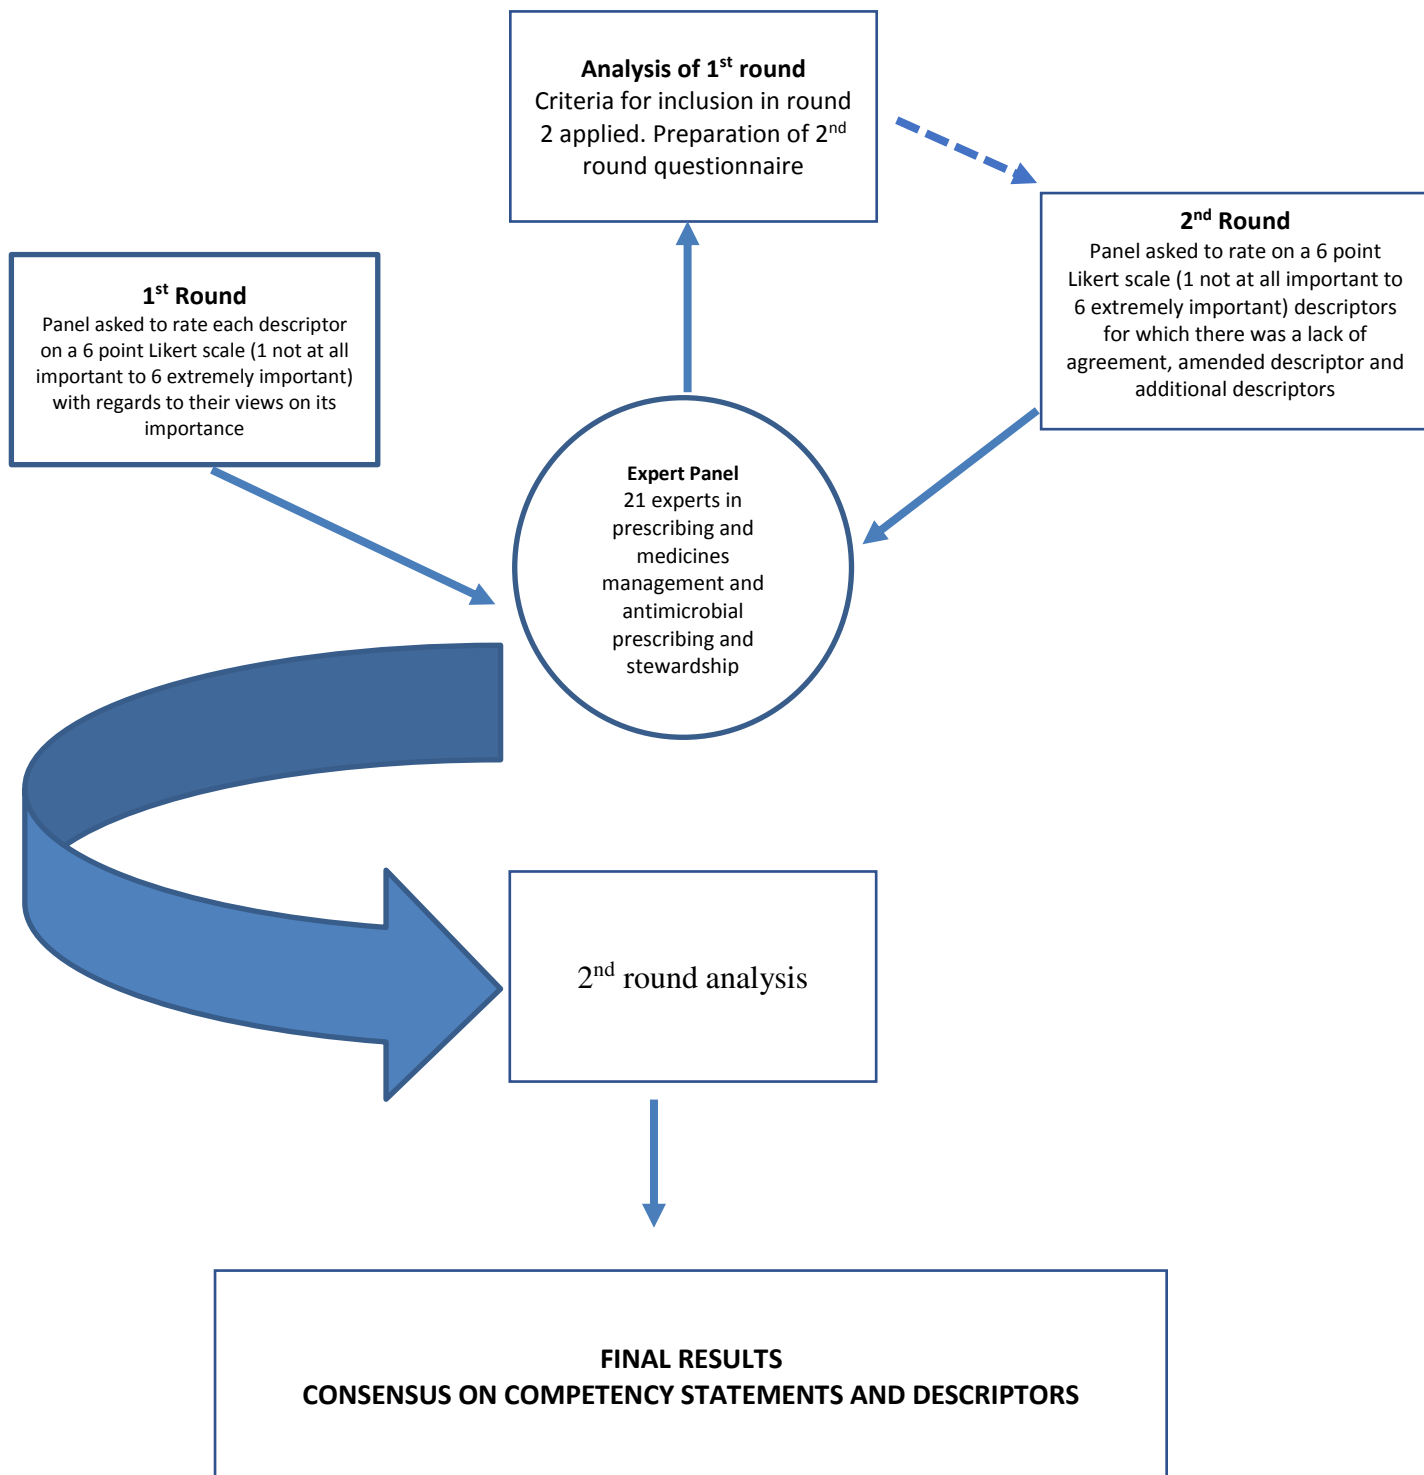 Analysis of 1st round
Criteria for inclusion in round
2 applied. Preparation of 2nd
round questionnaire
1st Round
Panel asked to rate each descriptor
on a 6 point Likert scale (1 not at all
important to 6 extremely important)
with regards to their views on its
importance
2nd Round
Panel asked to rate on a 6 point
Likert scale (1 not at all important to
6 extremely important) descriptors
for which there was a lack of
agreement, amended descriptor and
additional descriptors
Expert Panel
21 experts in
prescribing and
medicines
management and
antimicrobial
prescribing and
stewardship
2nd round analysis
FINAL RESULTS
CONSENSUS ON COMPETENCY STATEMENTS AND DESCRIPTORS